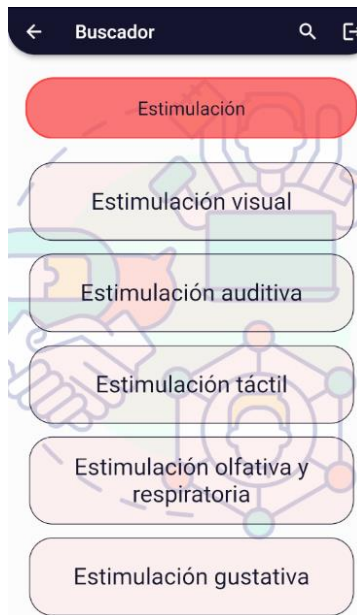 Buscador
Estimulación
Estimulación visual
Estimulación auditiva
Estimulación táctil
Estimulación olfativa y
respiratoria
Estimulación gustativa